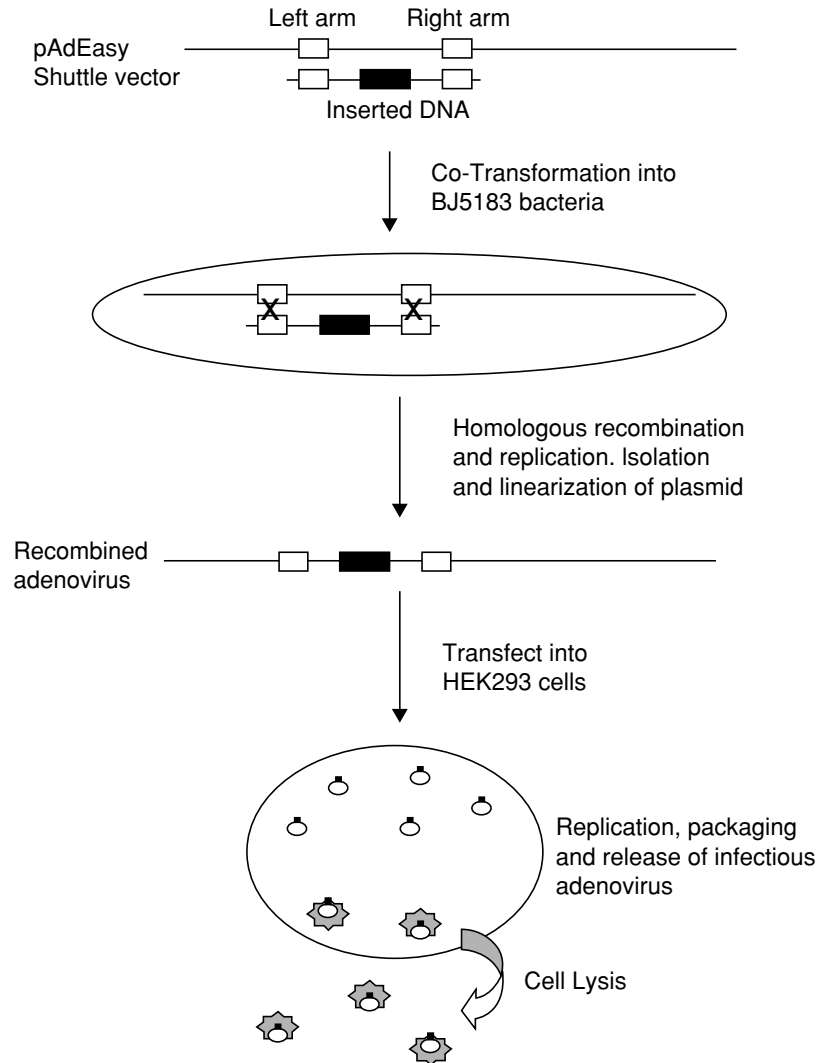 Left arm Right arm
pAdEasy
Shuttle vector
Inserted DNA
Co-Transformation into
BJ5183 bacteria
X X
Homologous recombination
and replication. Isolation
and linearization of plasmid
Recombined
adenovirus
Transfect into
HEK293 cells
Replication, packaging
and release of infectious
adenovirus
Cell Lysis